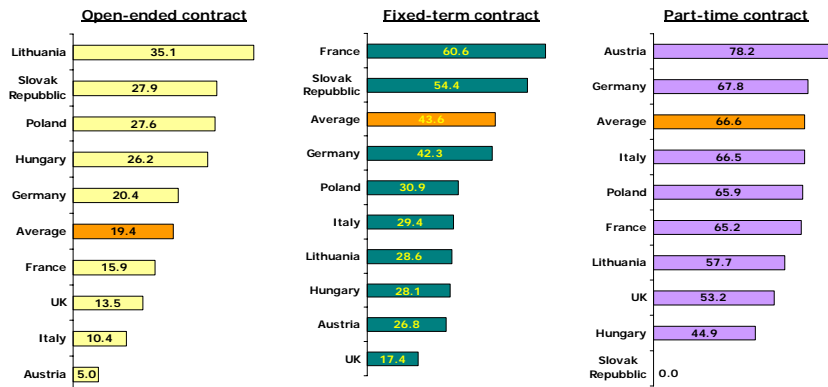 Open-ended contract
Lithuania 35.1
Slovak
Repubblic 27.9
Poland 27.6
Hungary 26.2
Germany 20.4
Average 19.4
France 15.9
UK 13.5
Italy 10.4
Austria 5.0
Fixed-term contract
France 60.6
Slovak
Repubblic 54.4
Average 43.6
Germany 42.3
Poland 30.9
Italy 29.4
Lithuania 28.6
Hungary 28.1
Austria 26.8
UK 17.4
Part-time contract
Austria 78.2
Germany 67.8
Average 66.6
Italy 66.5
Poland 65.9
France 65.2
Lithuania 57.7
UK 53.2
Hungary 44.9
Slovak
Repubblic 0.0